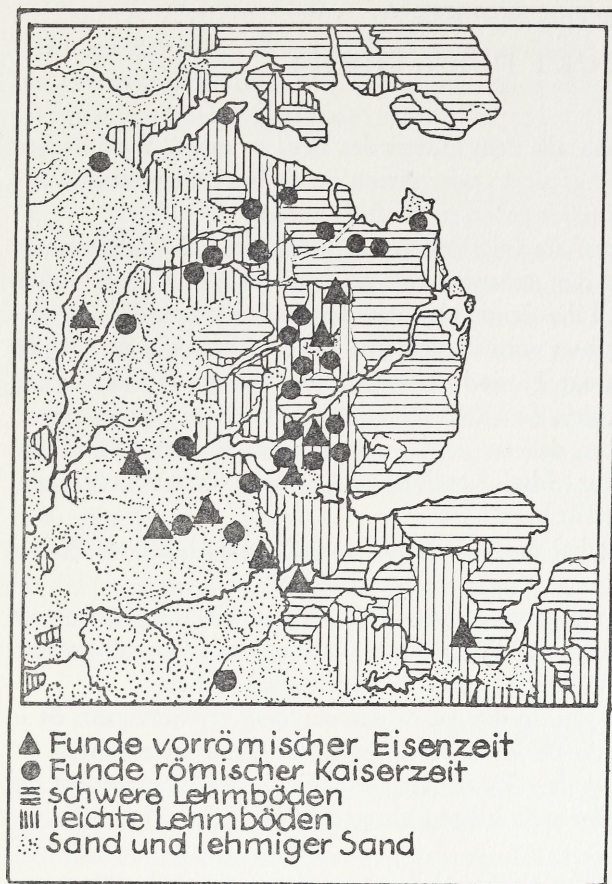 Funde vorrömischer Eisenzeit
Funde römischer Kaiserzeit
schwere Lehmböden
leichte Lehmböden
Sand und lehmiger Sand